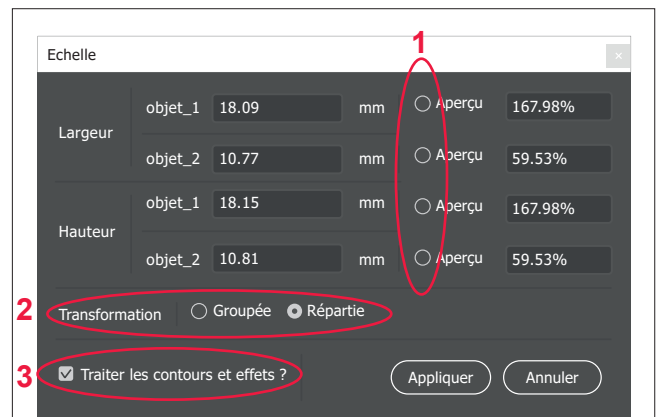 1
Echelle
×
Largeur
objet_1 18.09 mm Aperçu 167.98%
objet_2 10.77 mm Aperçu 59.53%
Hauteur
objet_1 18.15 mm Aperçu 167.98%
objet_2 10.81 mm Aperçu 59.53%
2 Transformation Groupée Répartie
3 Traiter les contours et effets ? Appliquer Annuler